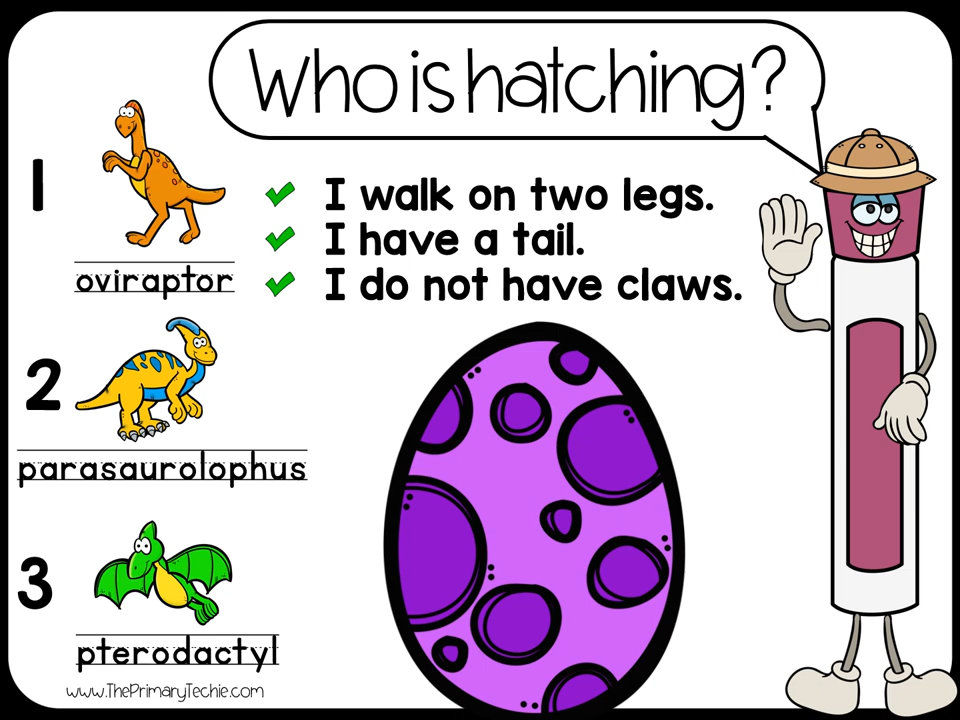 Who is hatching?
1
oviraptor
✓ I walk on two legs.
✓ I have a tail.
✓ I do not have claws.
2
parasaurolophus
3
pterodactyl
www.ThePrimaryTechie.com